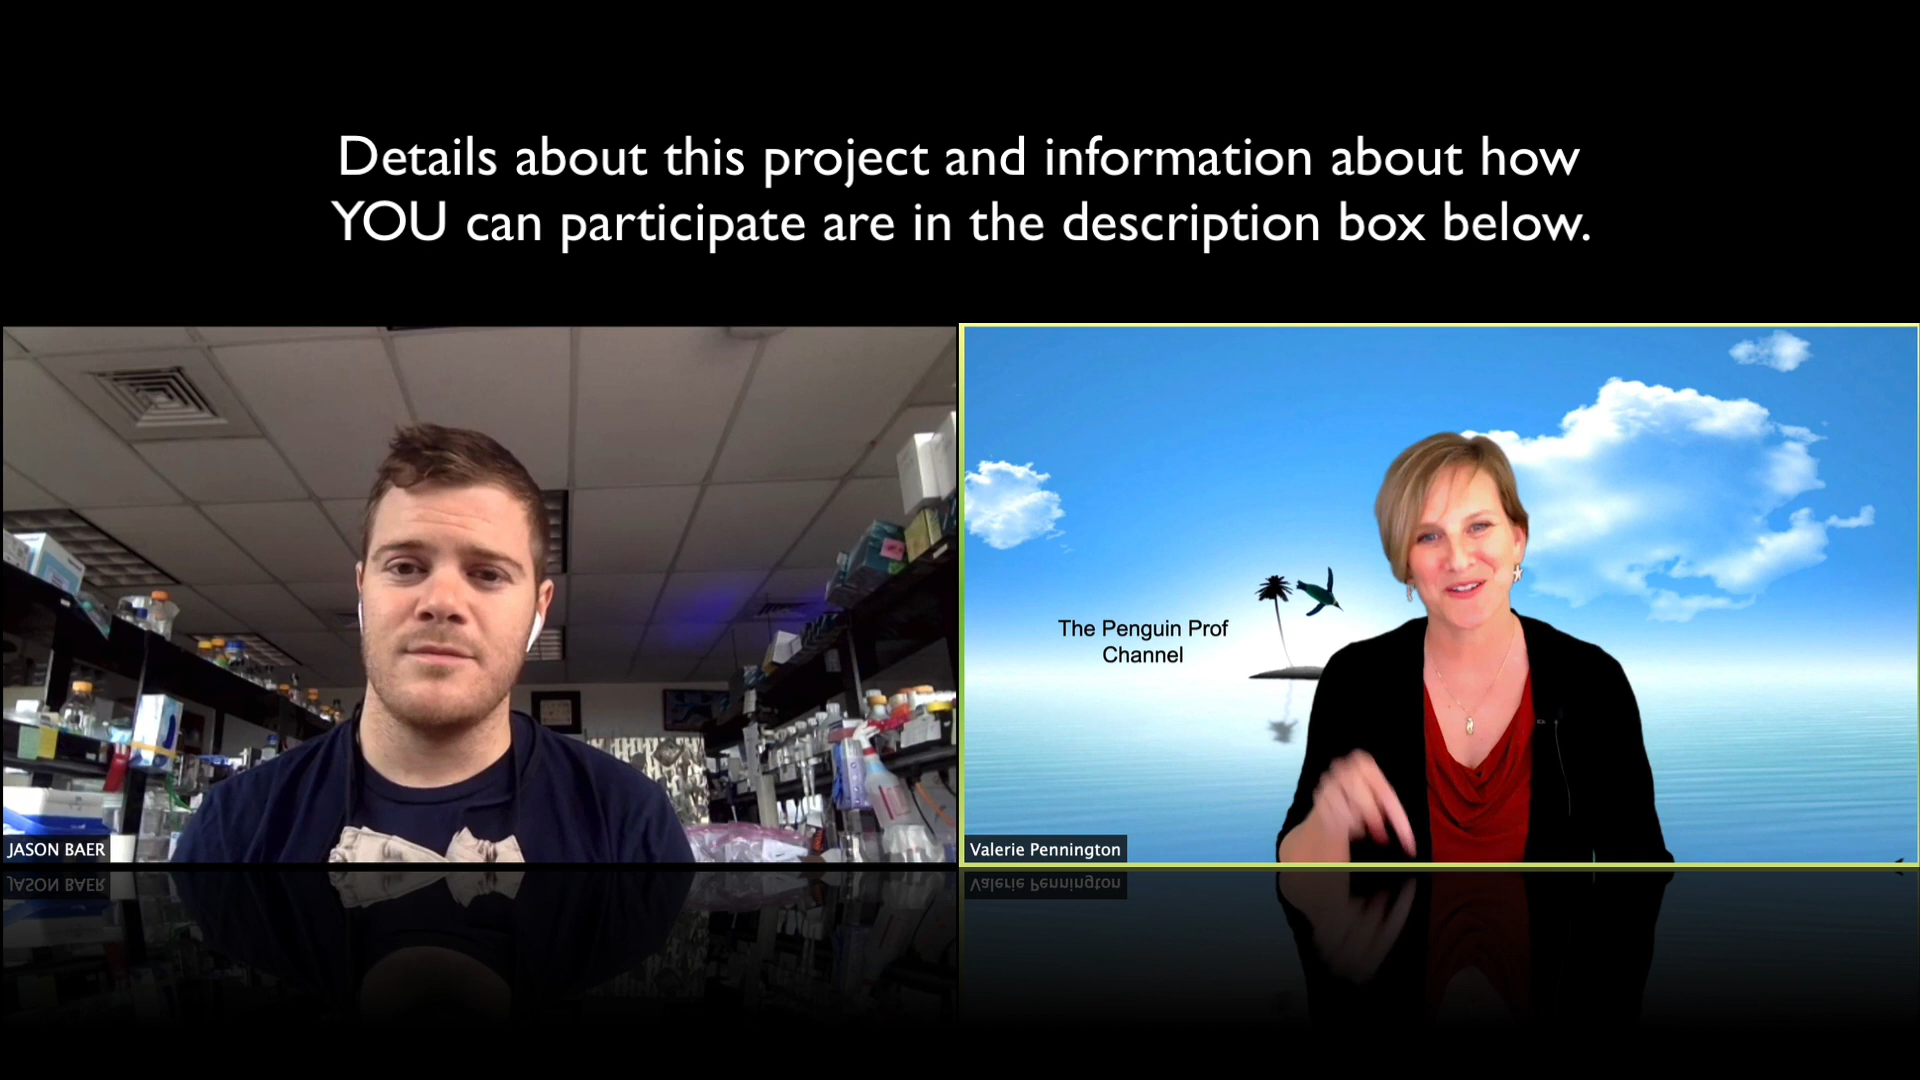 Details about this project and information about how
YOU can participate are in the description box below.
The Penguin Prof
Channel
JASON BAER
Valerie Pennington